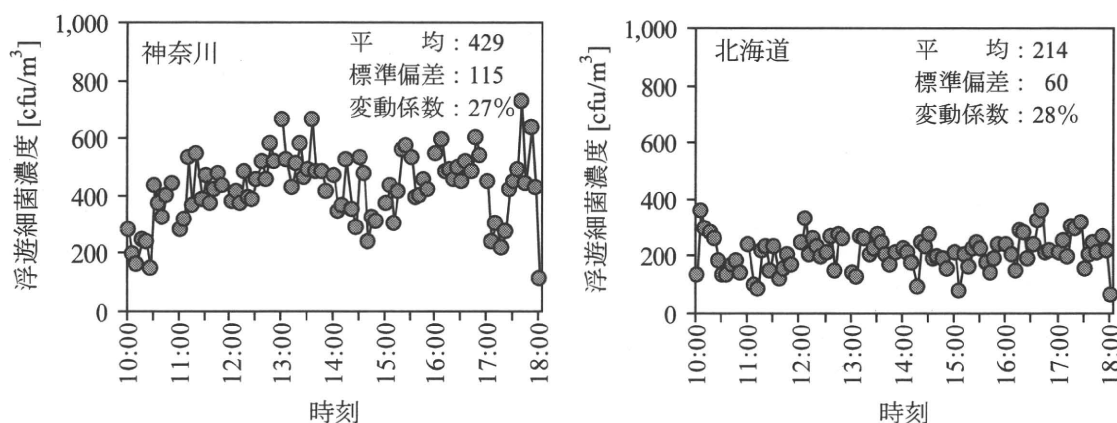 神奈川
平 均 : 429
標準偏差 : 115
変動係数 : 27%
浮遊細菌濃度 [cfu/m³]
1,000
800
600
400
200
0
10:00
11:00
12:00
13:00
14:00
15:00
16:00
17:00
18:00
時刻
北海道
平 均 : 214
標準偏差 : 60
変動係数 : 28%
浮遊細菌濃度 [cfu/m³]
1,000
800
600
400
200
0
10:00
11:00
12:00
13:00
14:00
15:00
16:00
17:00
18:00
時刻